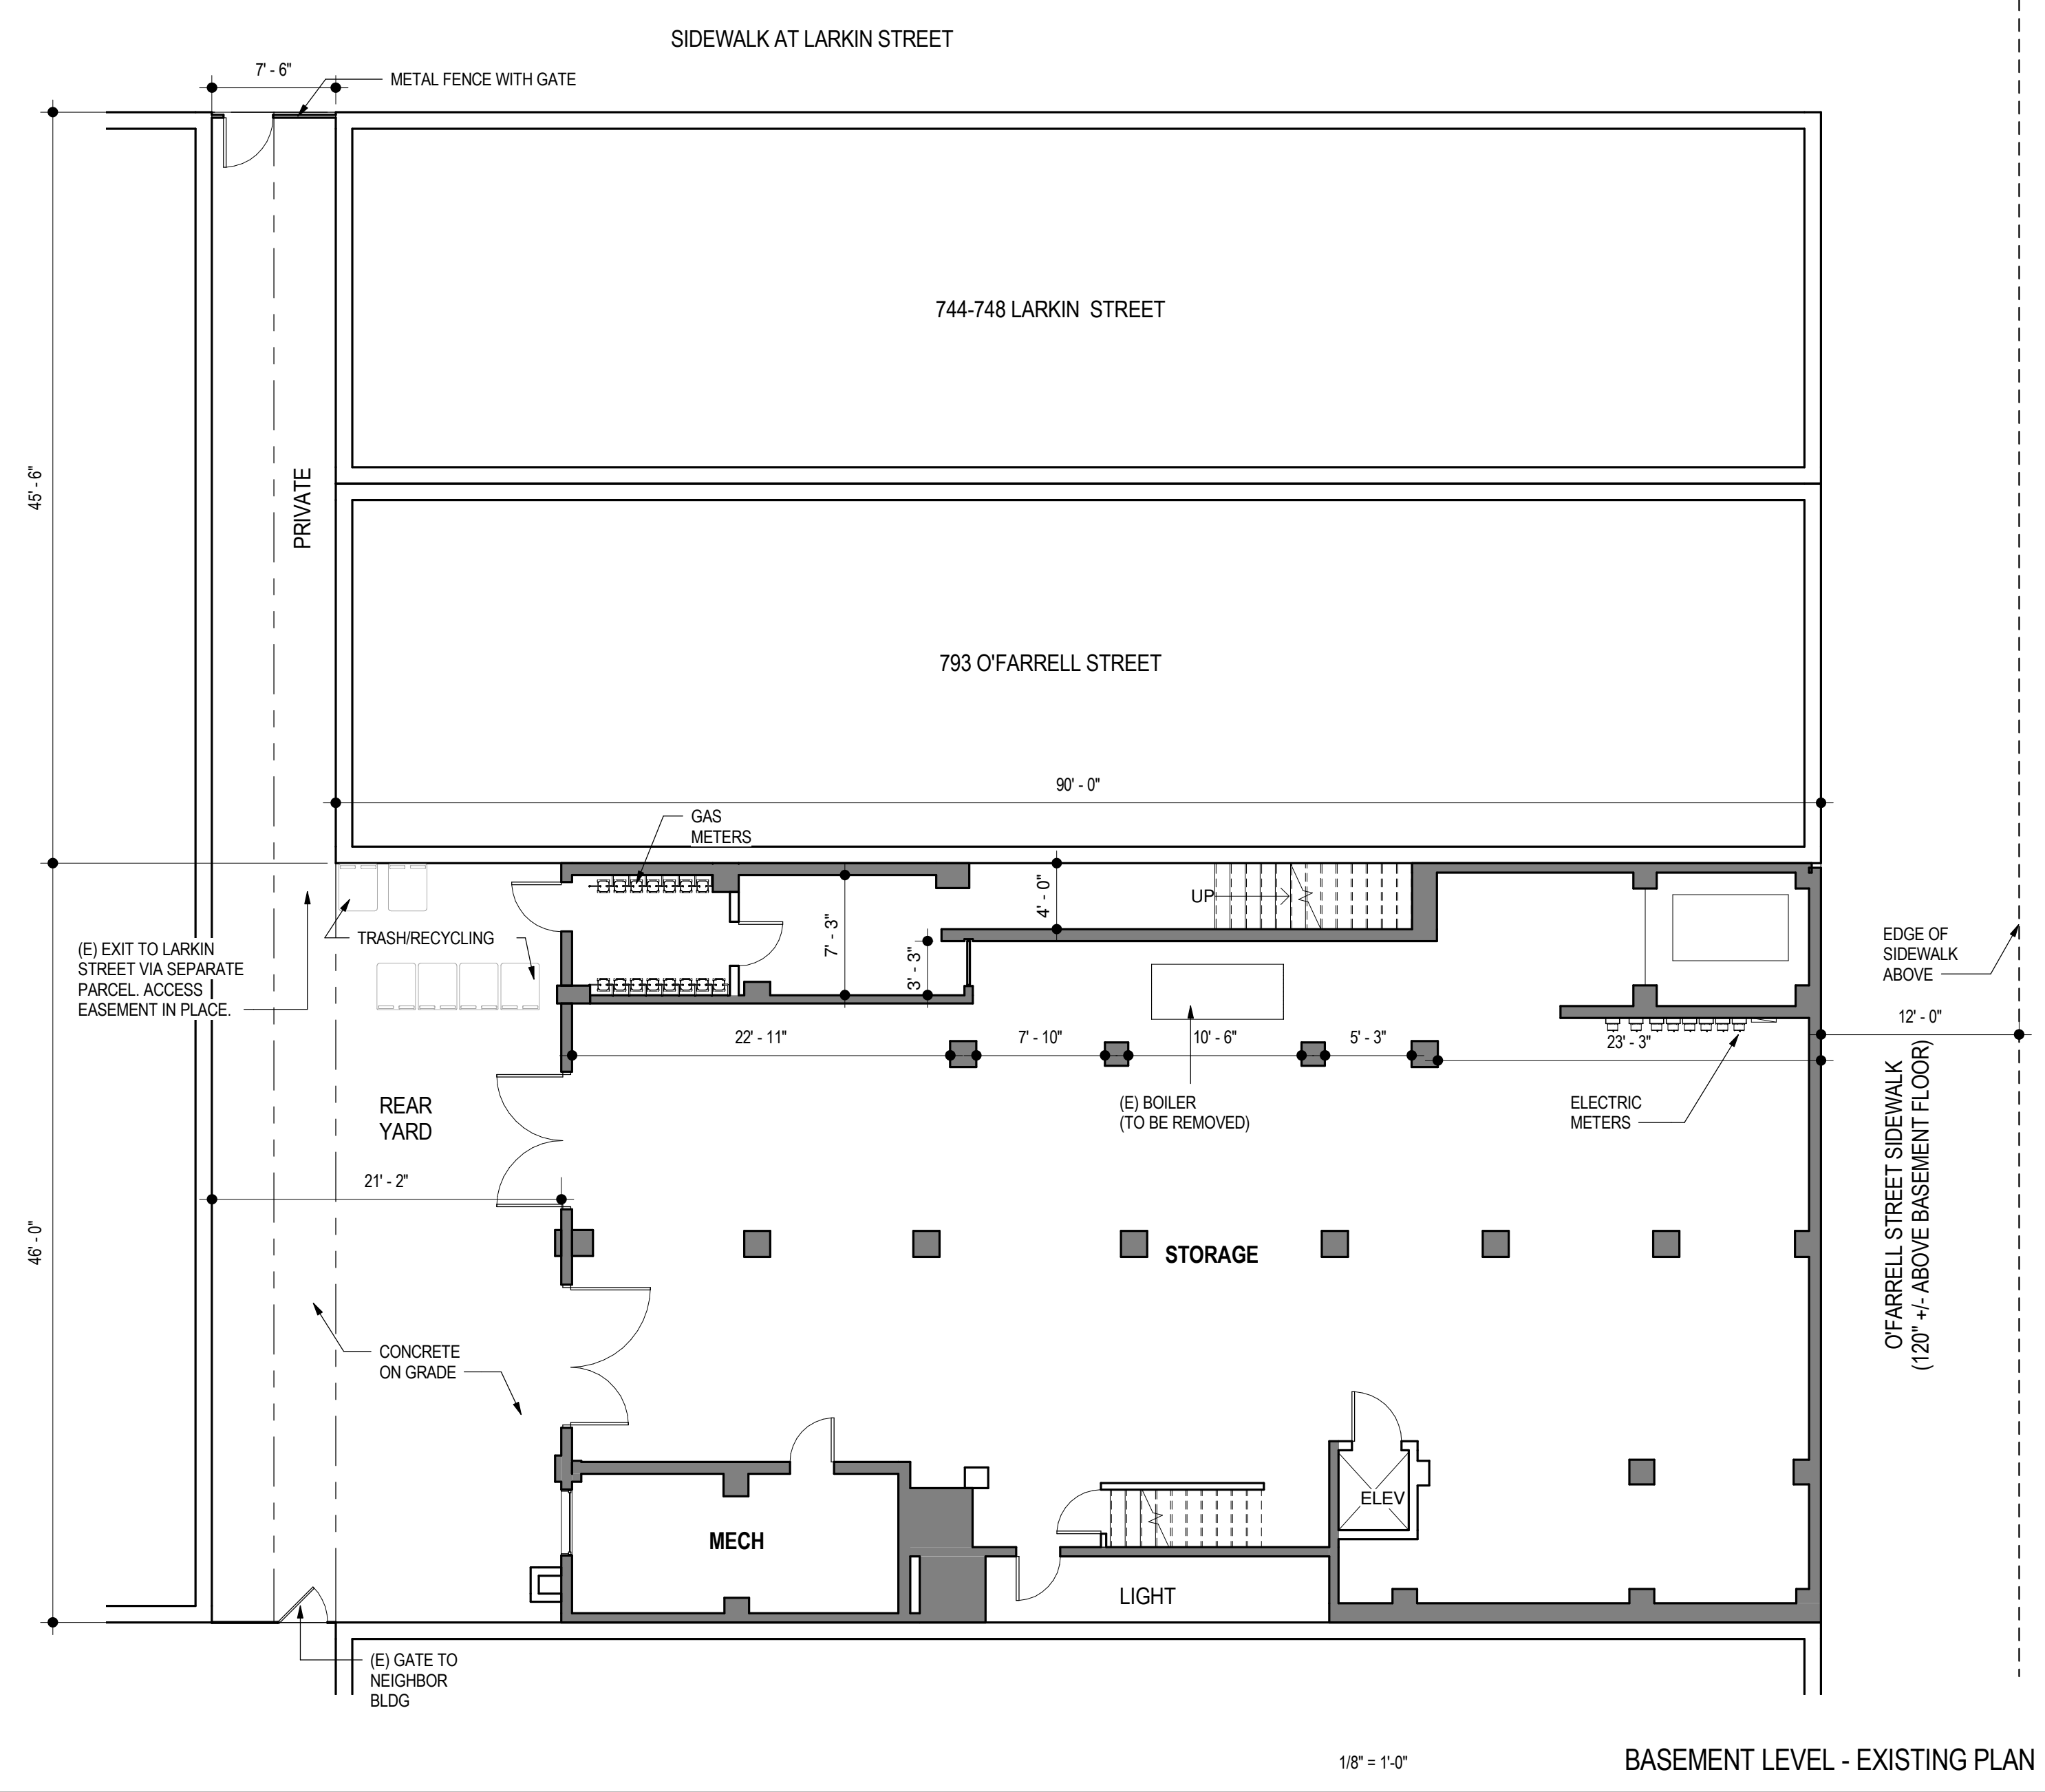 SIDEWALK AT LARKIN STREET
7' - 6"
METAL FENCE WITH GATE
744-748 LARKIN  STREET
45' - 6"
PRIVATE
793 O'FARRELL STREET
90' - 0"
GAS
METERS
4' - 0"
UP
7' - 3"
3' - 3"
TRASH/RECYCLING
(E) EXIT TO LARKIN
STREET VIA SEPARATE
PARCEL. ACCESS
EASEMENT IN PLACE.
EDGE OF
SIDEWALK
ABOVE
12' - 0"
22' - 11"
7' - 10"
10' - 6"
5' - 3"
23' - 3"
(E) BOILER
(TO BE REMOVED)
ELECTRIC
METERS
REAR
YARD
21' - 2"
46' - 0"
STORAGE
O'FARRELL STREET SIDEWALK
(120" +/- ABOVE BASEMENT FLOOR)
CONCRETE
ON GRADE
ELEV
MECH
LIGHT
(E) GATE TO
NEIGHBOR
BLDG
1/8" = 1'-0"
BASEMENT LEVEL - EXISTING PLAN